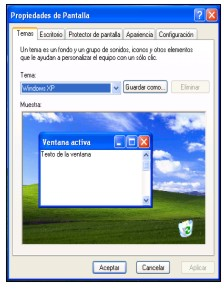 Propiedades de Pantalla
Temas Escritorio Protector de pantalla Apariencia Configuración
Un tema es un fondo y un grupo de sonidos, iconos y otros elementos
que le ayudan a personalizar el equipo con un sólo clic.
Tema:
Windows XP Guardar como... Eliminar
Muestra:
Ventana activa
Texto de la ventana
Aceptar Cancelar Aplicar